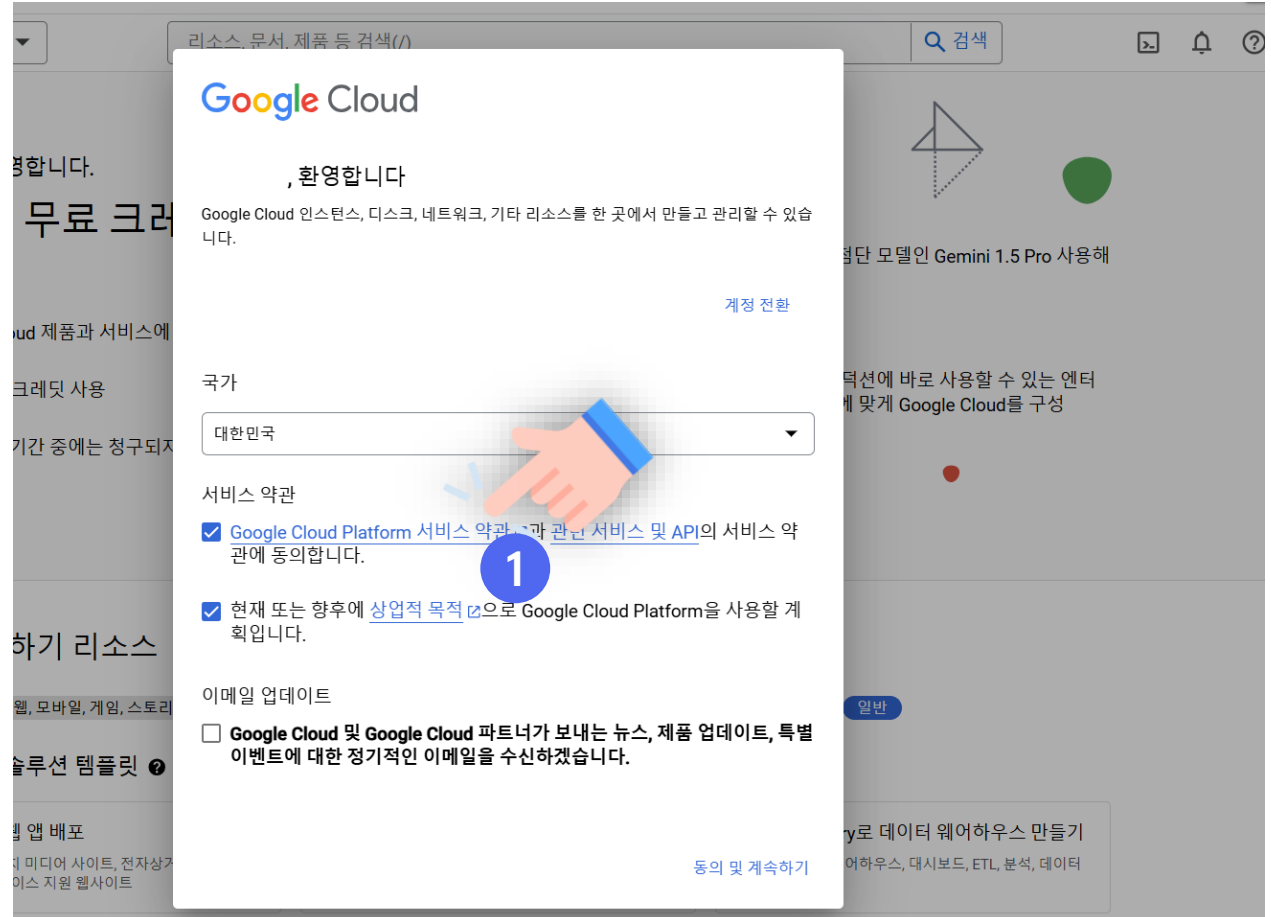 리소스, 문서, 제품 등 검색(/)
검색
Google Cloud
, 환영합니다
Google Cloud 인스턴스, 디스크, 네트워크, 기타 리소스를 한 곳에서 만들고 관리할 수 있습
니다.
계정 전환
국가
대한민국
서비스 약관
Google Cloud Platform 서비스 약관과 관련 서비스 및 API의 서비스 약
관에 동의합니다.
1
현재 또는 향후에 상업적 목적으로 Google Cloud Platform을 사용할 계
획입니다.
이메일 업데이트
Google Cloud 및 Google Cloud 파트너가 보내는 뉴스, 제품 업데이트, 특별
이벤트에 대한 정기적인 이메일을 수신하겠습니다.
동의 및 계속하기
영합니다.
무료 크레
oud 제품과 서비스에
크레딧 사용
기간 중에는 청구되지
하기 리소스
웹, 모바일, 게임, 스토리
솔루션 템플릿
웹 앱 배포
미디어 사이트, 전자상거
이스 지원 웹사이트
첨단 모델인 Gemini 1.5 Pro 사용해
덕션에 바로 사용할 수 있는 엔터
에 맞게 Google Cloud를 구성
일반
ry로 데이터 웨어하우스 만들기
어하우스, 대시보드, ETL, 분석, 데이터